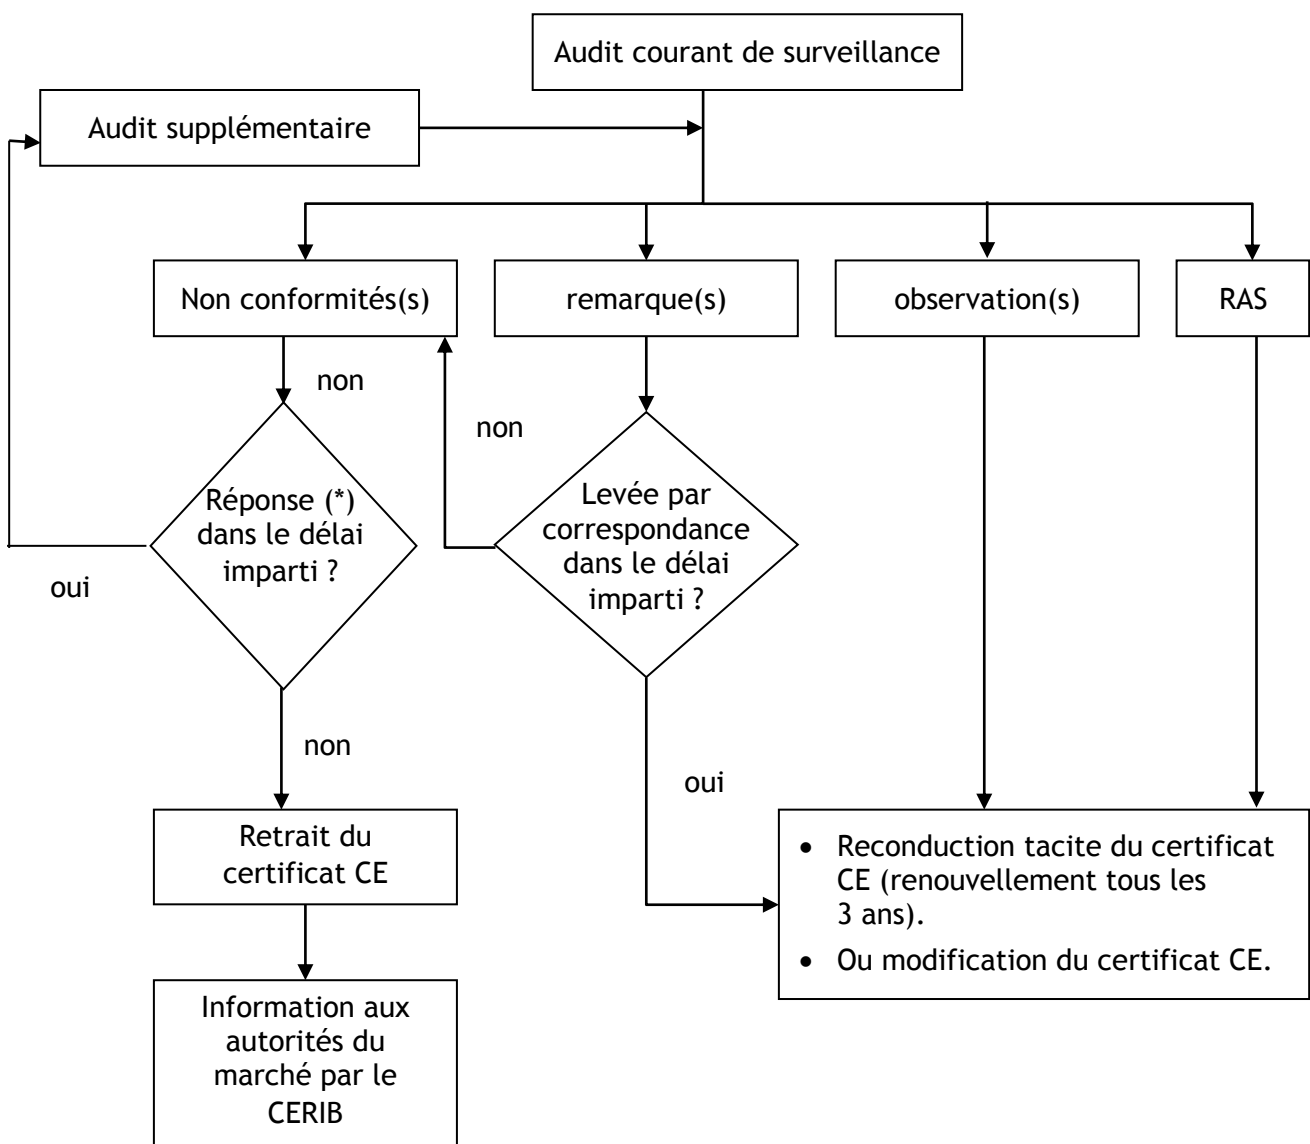 Audit courant de surveillance
Audit supplémentaire
Non conformités(s)
remarque(s)
observation(s)
RAS
non
non
Réponse (*)
dans le délai
imparti ?
Levée par
correspondance
dans le délai
imparti ?
oui
non
oui
Retrait du
certificat CE
• Reconduction tacite du certificat
CE (renouvellement tous les
3 ans).
• Ou modification du certificat CE.
Information aux
autorités du
marché par le
CERIB